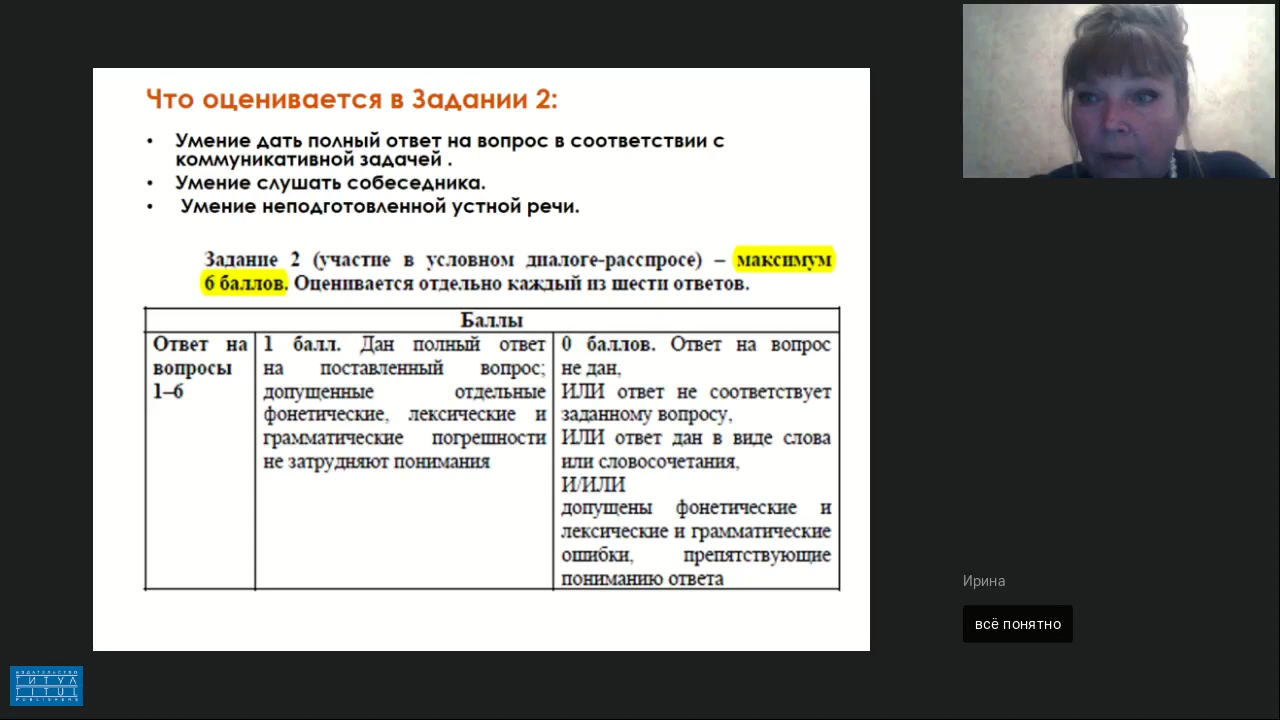 Что оценивается в Задании 2:
• Умение дать полный ответ на вопрос в соответствии с
коммуникативной задачей .
• Умение слушать собеседника.
• Умение неподготовленной устной речи.
Задание 2 (участие в условном диалоге-расспросе) – максимум
6 баллов. Оценивается отдельно каждый из шести ответов.
Баллы
Ответ на
вопросы
1–6
1 балл. Дан полный ответ
на поставленный вопрос;
допущенные отдельные
фонетические, лексические и
грамматические погрешности
не затрудняют понимания
0 баллов. Ответ на вопрос
не дан,
ИЛИ ответ не соответствует
заданному вопросу,
ИЛИ ответ дан в виде слова
или словосочетания,
И/ИЛИ
допущены фонетические и
лексические и грамматические
ошибки, препятствующие
пониманию ответа
Ирина
всё понятно
ИЗДАТЕЛЬСТВО
ТИТУЛ
TITUL
PUBLISHERS